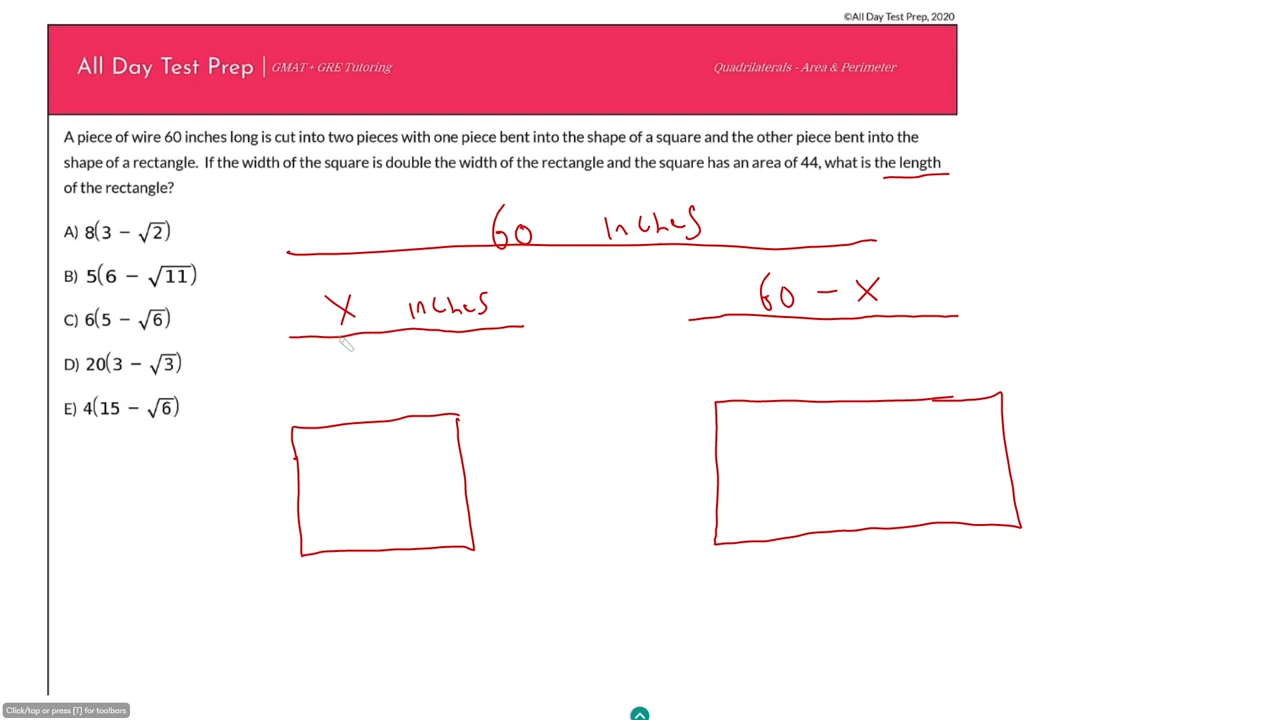 ©All Day Test Prep, 2020
All Day Test Prep | GMAT + GRE Tutoring
Quadrilaterals - Area & Perimeter
A piece of wire 60 inches long is cut into two pieces with one piece bent into the shape of a square and the other piece bent into the
shape of a rectangle. If the width of the square is double the width of the rectangle and the square has an area of 44, what is the length
of the rectangle?
60 inches
A) 8(3 − √2)
B) 5(6 − √11)
x inches
60 − x
C) 6(5 − √6)
D) 20(3 − √3)
E) 4(15 − √6)
Click/tap or press [T] for toolbars